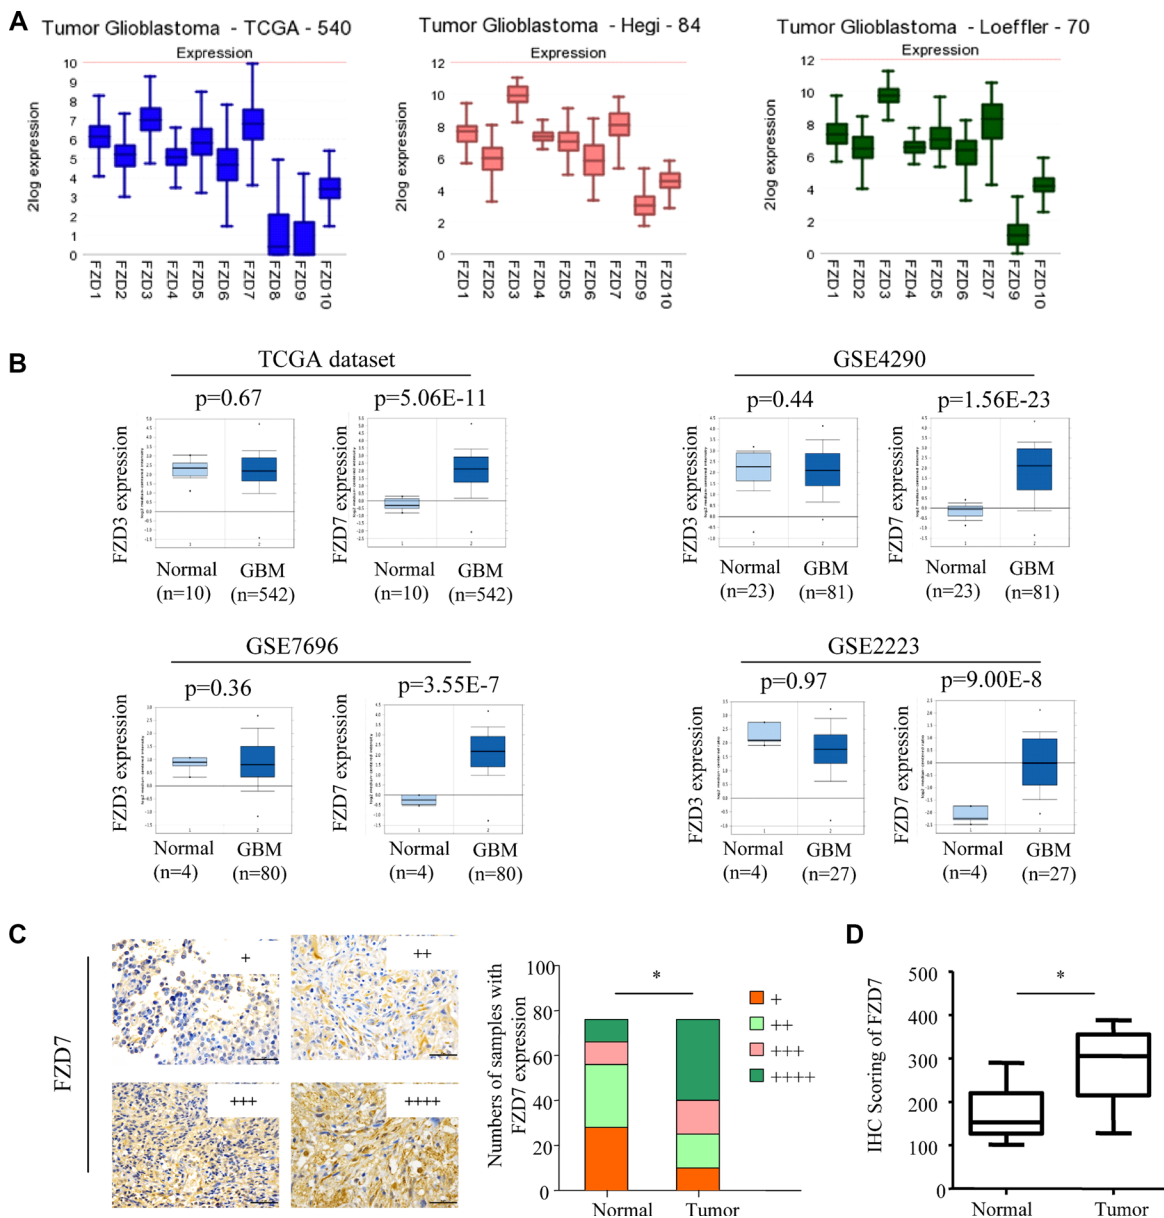 A
Tumor Glioblastoma - TCGA - 540
Expression
2log expression
10
9
8
7
6
5
4
3
2
1
0
FZD1
FZD2
FZD3
FZD4
FZD5
FZD6
FZD7
FZD8
FZD9
FZD10
Tumor Glioblastoma - Hegi - 84
Expression
2log expression
12
10
8
6
4
2
0
FZD1
FZD2
FZD3
FZD4
FZD5
FZD6
FZD7
FZD9
FZD10
Tumor Glioblastoma - Loeffler - 70
Expression
2log expression
12
10
8
6
4
2
0
FZD1
FZD2
FZD3
FZD4
FZD5
FZD6
FZD7
FZD9
FZD10
B
TCGA dataset
p=0.67
FZD3 expression
Normal
(n=10)
GBM
(n=542)
p=5.06E-11
FZD7 expression
Normal
(n=10)
GBM
(n=542)
GSE4290
p=0.44
FZD3 expression
Normal
(n=23)
GBM
(n=81)
p=1.56E-23
FZD7 expression
Normal
(n=23)
GBM
(n=81)
GSE7696
p=0.36
FZD3 expression
Normal
(n=4)
GBM
(n=80)
p=3.55E-7
FZD7 expression
Normal
(n=4)
GBM
(n=80)
GSE2223
p=0.97
FZD3 expression
Normal
(n=4)
GBM
(n=27)
p=9.00E-8
FZD7 expression
Normal
(n=4)
GBM
(n=27)
C
FZD7
+
++
+++
++++
Numbers of samples with
FZD7 expression
100
80
60
40
20
0
*
Normal
Tumor
+
++
+++
++++
D
IHC Scoring of FZD7
500
400
300
200
100
0
*
Normal
Tumor